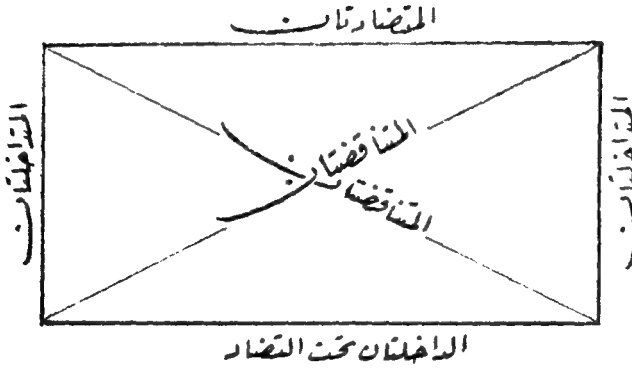 المتضادتان
المتداخلتان
المتداخلتان
المتناقضتان
المتناقضتان
الداخلتان تحت التضاد